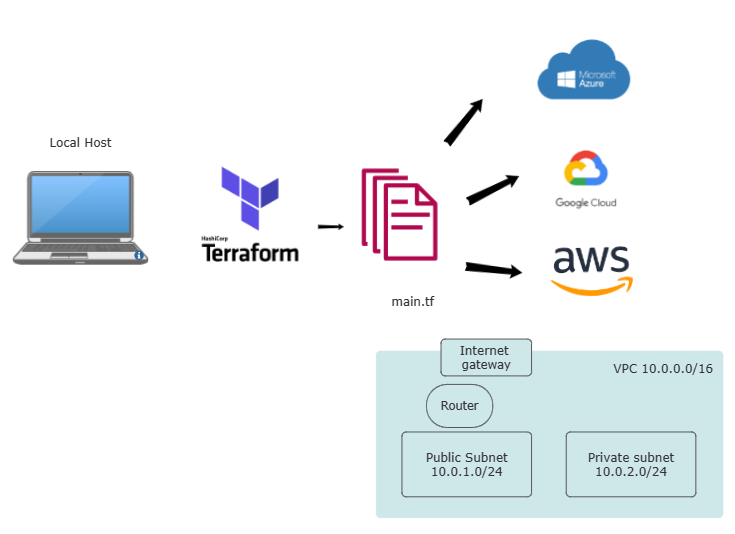 Microsoft
Azure
Local Host
Google Cloud
HashiCorp
Terraform
aws
main.tf
Internet
gateway
VPC 10.0.0.0/16
Router
Public Subnet
10.0.1.0/24
Private subnet
10.0.2.0/24